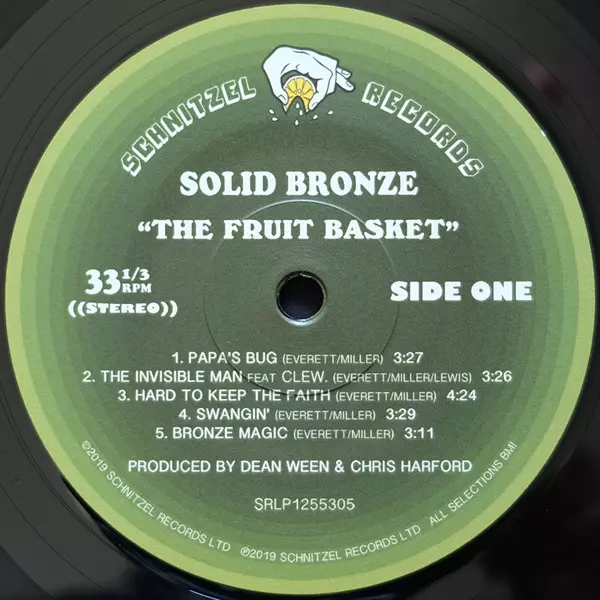 SCHNITZEL RECORDS
SOLID BRONZE
“THE FRUIT BASKET”
33 1/3 RPM
((STEREO))
SIDE ONE
1. PAPA'S BUG (EVERETT/MILLER) 3:27
2. THE INVISIBLE MAN FEAT CLEW. (EVERETT/MILLER/LEWIS) 3:26
3. HARD TO KEEP THE FAITH (EVERETT/MILLER) 4:24
4. SWANGIN' (EVERETT/MILLER) 3:29
5. BRONZE MAGIC (EVERETT/MILLER) 3:11
PRODUCED BY DEAN WEEN & CHRIS HARFORD
SRLP1255305
©2019 SCHNITZEL RECORDS LTD ℗2019 SCHNITZEL RECORDS LTD ALL SELECTIONS BMI